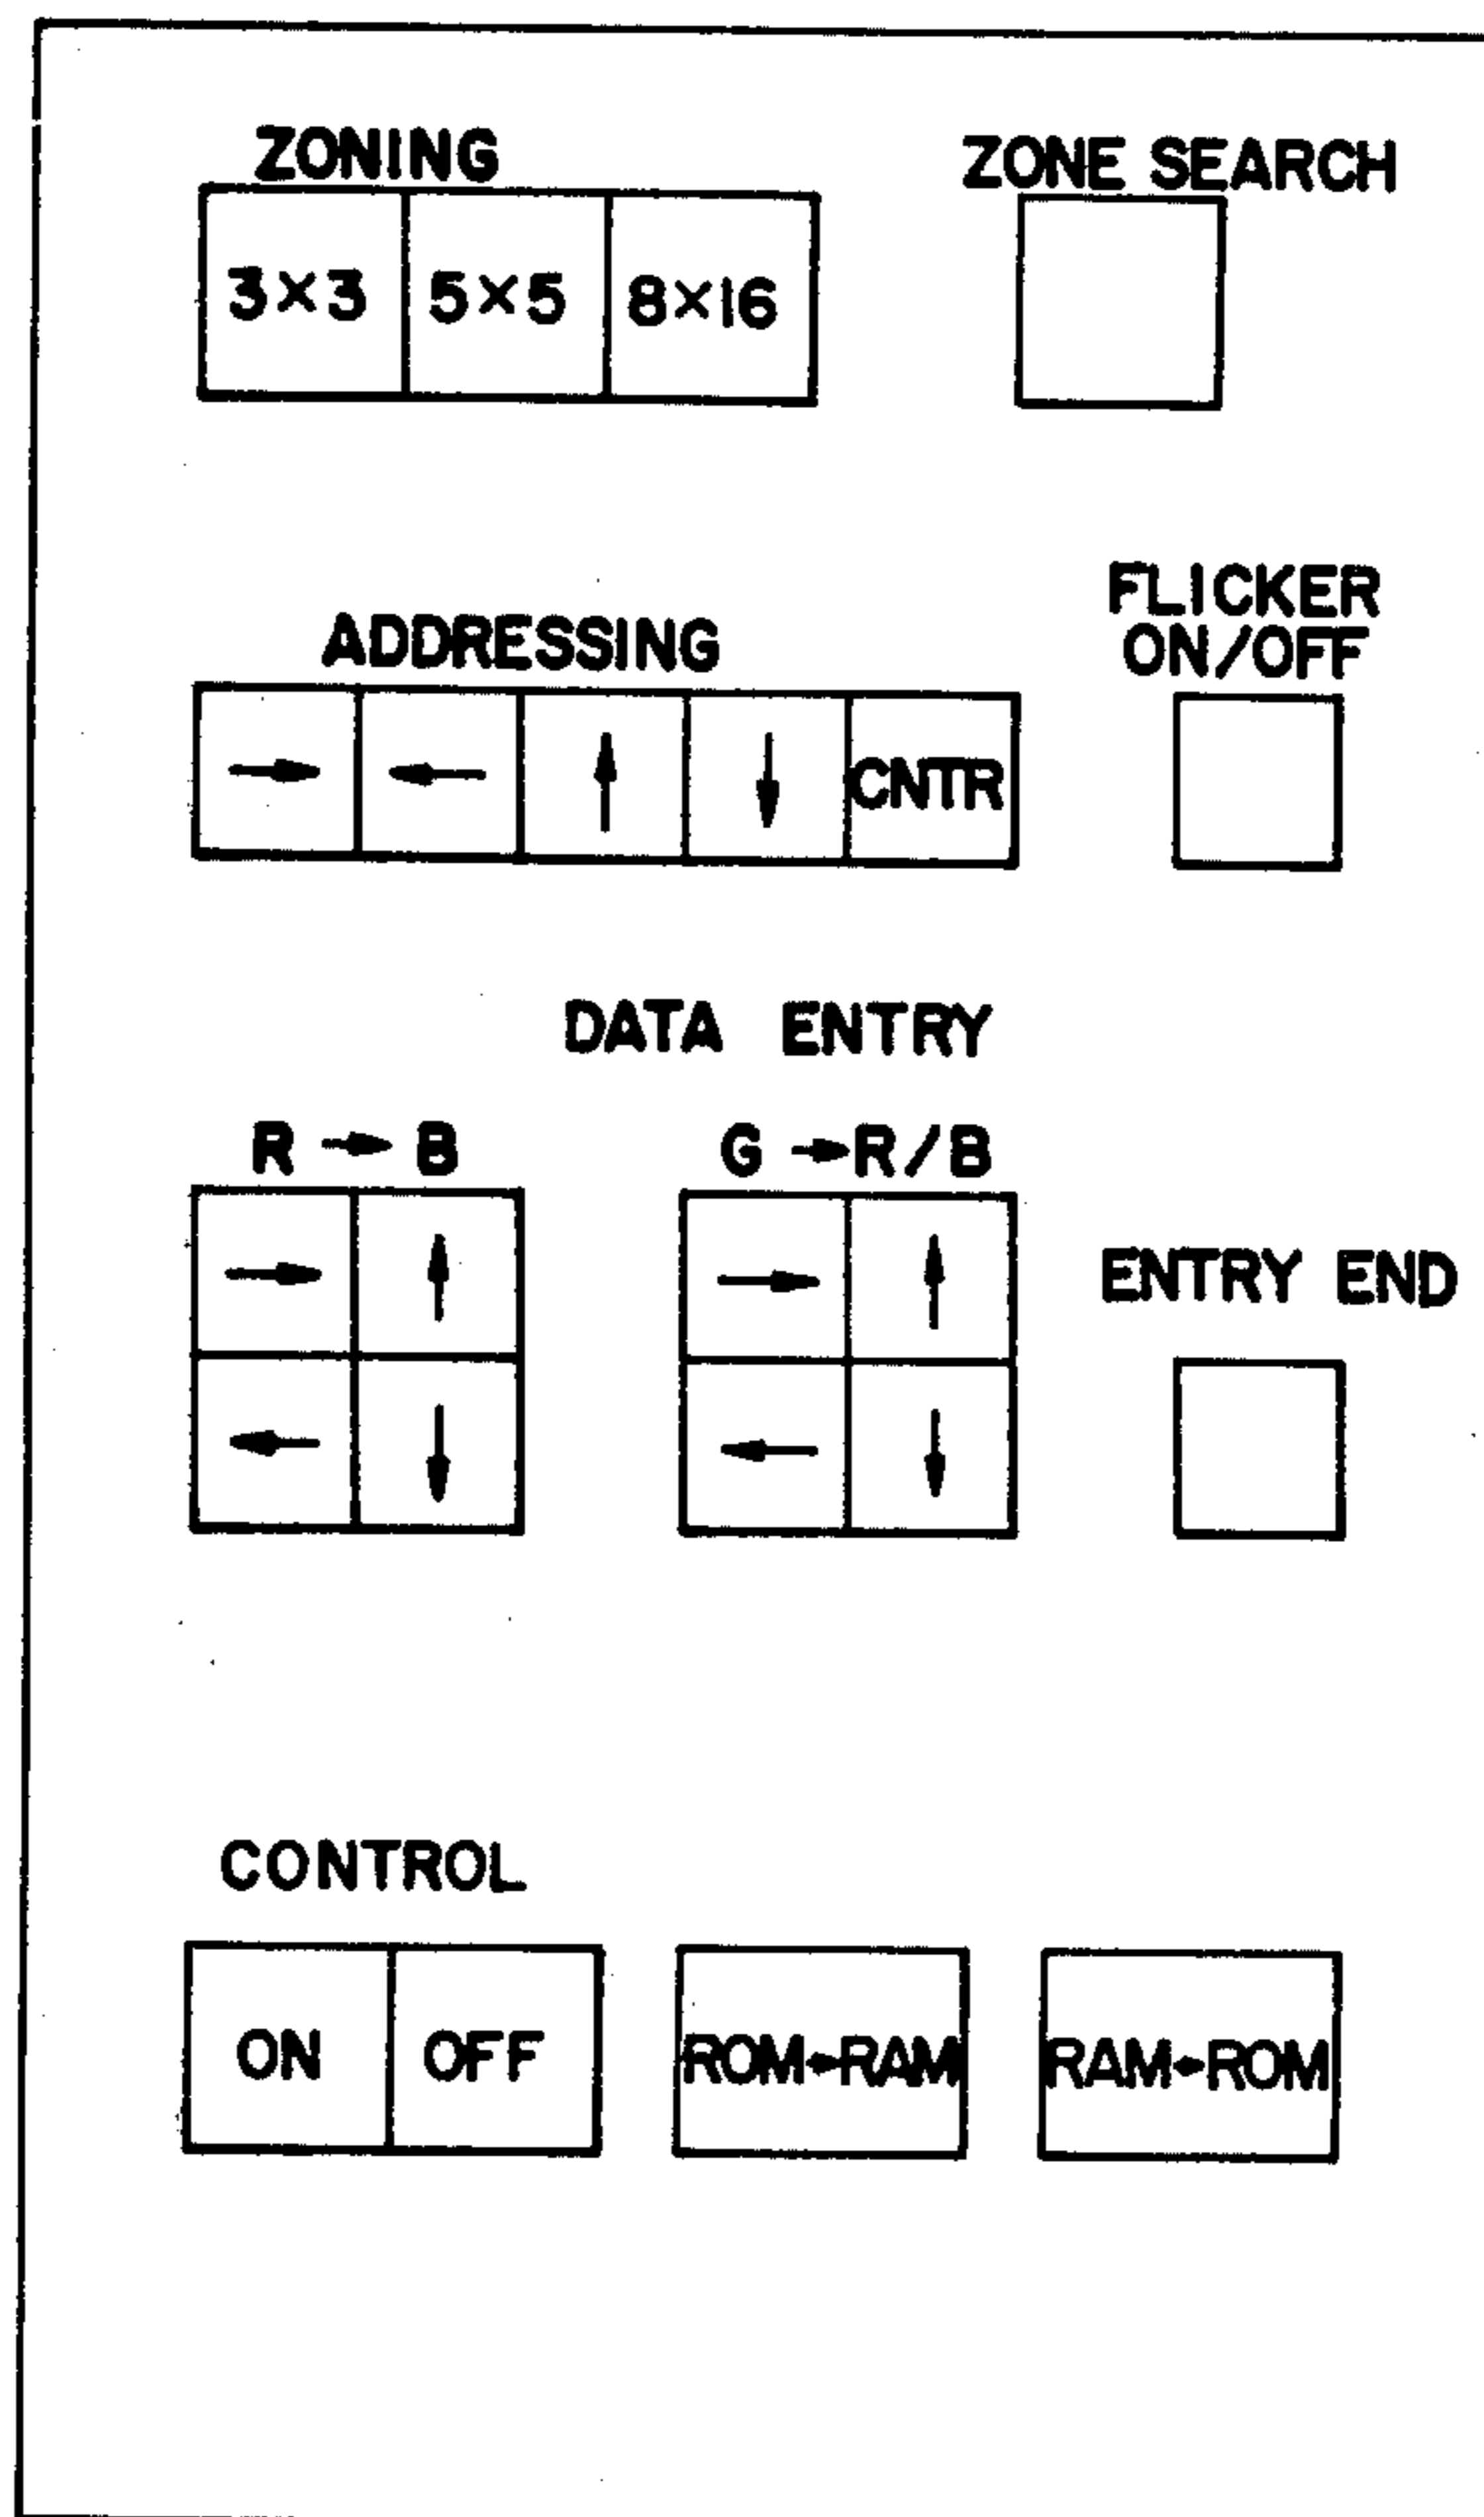 ZONING
ZONE SEARCH
3×3 5×5 8×16
FLICKER
ON/OFF
ADDRESSING
→ ← ↑ ↓ CNTR
DATA ENTRY
R → B
G → R/B
→ ↑ → ↑
ENTRY END
← ↓ ← ↓
CONTROL
ON OFF ROM→RAM RAM→ROM